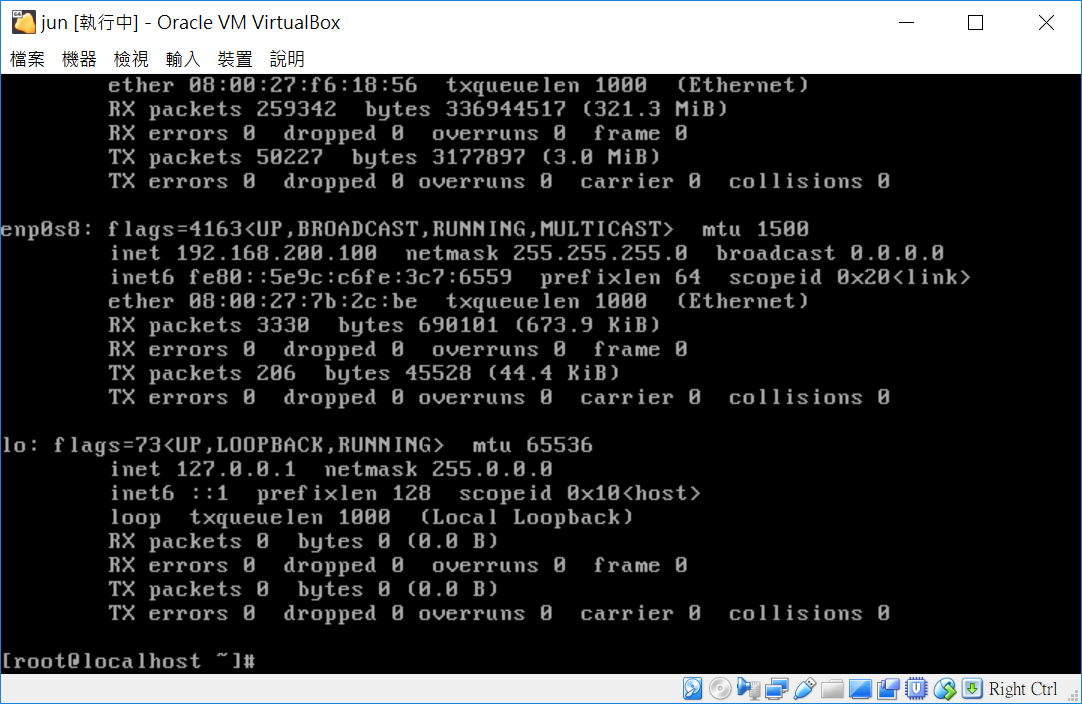 jun [執行中] - Oracle VM VirtualBox
檔案 機器 檢視 輸入 裝置 說明
ether 08:00:27:f6:18:56 txqueuelen 1000 (Ethernet)
RX packets 259342 bytes 336944517 (321.3 MiB)
RX errors 0 dropped 0 overruns 0 frame 0
TX packets 50227 bytes 3177897 (3.0 MiB)
TX errors 0 dropped 0 overruns 0 carrier 0 collisions 0
enp0s8: flags=4163<UP,BROADCAST,RUNNING,MULTICAST> mtu 1500
inet 192.168.200.100 netmask 255.255.255.0 broadcast 0.0.0.0
inet6 fe80::5e9c:c6fe:3c7:6559 prefixlen 64 scopeid 0x20<link>
ether 08:00:27:7b:2c:be txqueuelen 1000 (Ethernet)
RX packets 3330 bytes 690101 (673.9 KiB)
RX errors 0 dropped 0 overruns 0 frame 0
TX packets 206 bytes 45528 (44.4 KiB)
TX errors 0 dropped 0 overruns 0 carrier 0 collisions 0
lo: flags=73<UP,LOOPBACK,RUNNING> mtu 65536
inet 127.0.0.1 netmask 255.0.0.0
inet6 ::1 prefixlen 128 scopeid 0x10<host>
loop txqueuelen 1000 (Local Loopback)
RX packets 0 bytes 0 (0.0 B)
RX errors 0 dropped 0 overruns 0 frame 0
TX packets 0 bytes 0 (0.0 B)
TX errors 0 dropped 0 overruns 0 carrier 0 collisions 0
[root@localhost ~]#
Right Ctrl